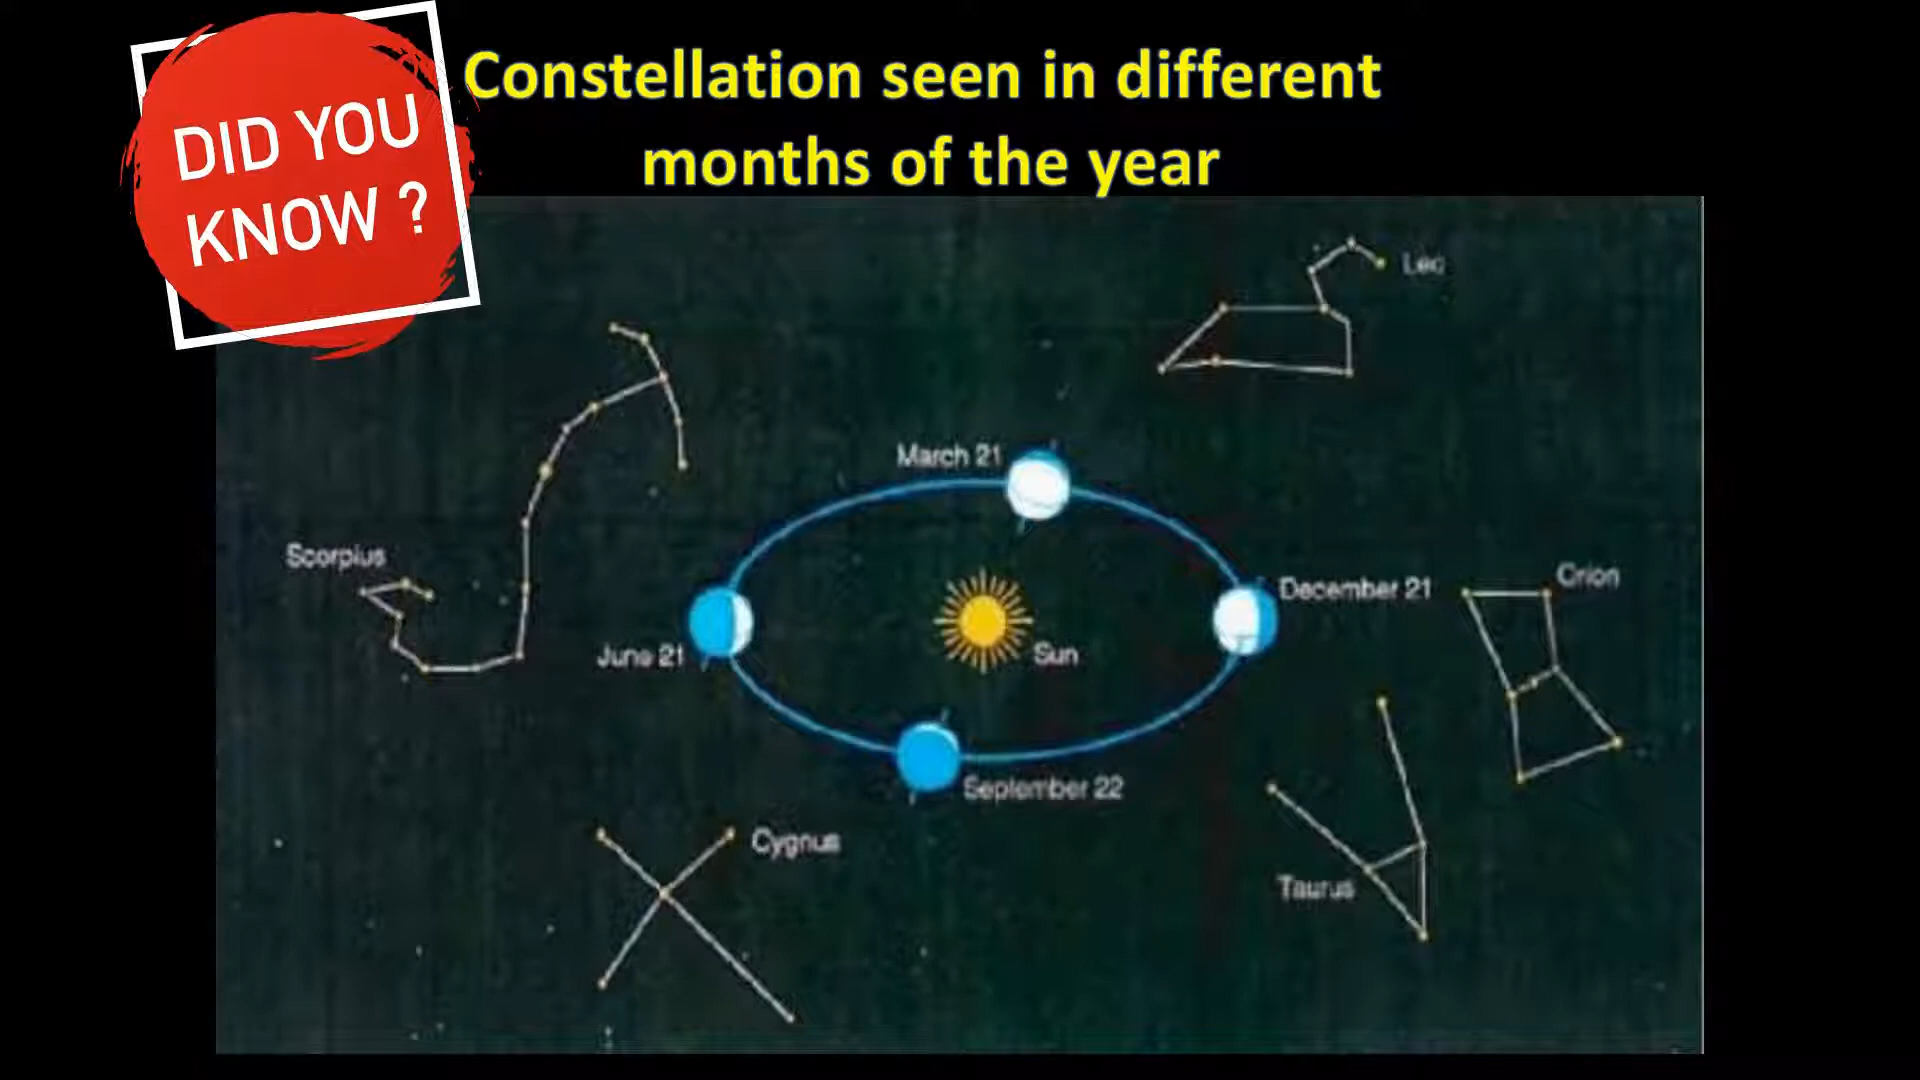 DID YOU
KNOW ?
Constellation seen in different
months of the year
Leo
March 21
Scorpius
December 21
Orion
June 21
Sun
September 22
Cygnus
Taurus